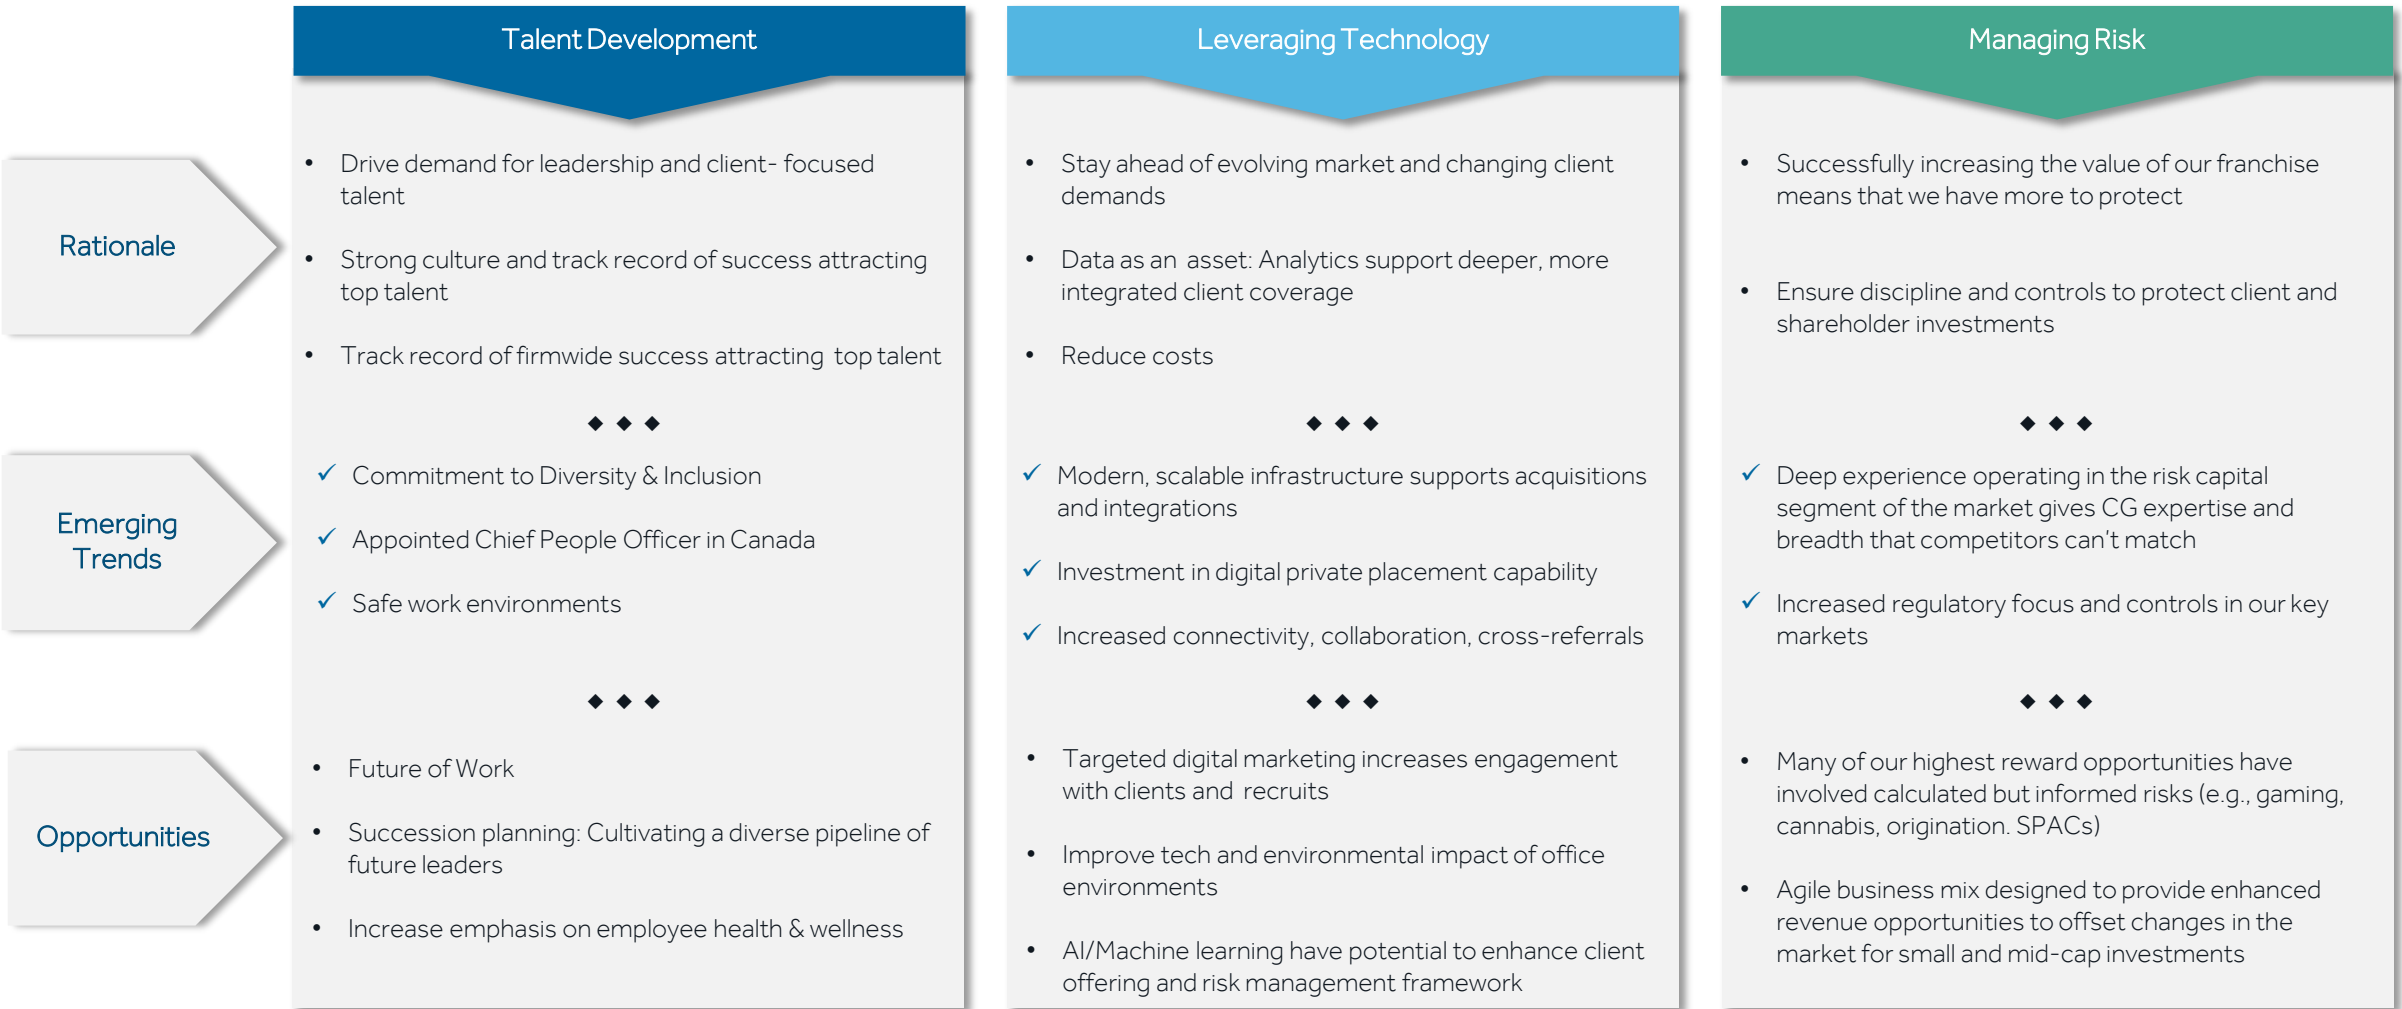 Talent Development
Leveraging Technology
Managing Risk
Rationale
• Drive demand for leadership and client- focused
talent
• Strong culture and track record of success attracting
top talent
• Track record of firmwide success attracting top talent
• Stay ahead of evolving market and changing client
demands
• Data as an asset: Analytics support deeper, more
integrated client coverage
• Reduce costs
• Successfully increasing the value of our franchise
means that we have more to protect
• Ensure discipline and controls to protect client and
shareholder investments
Emerging
Trends
✓ Commitment to Diversity & Inclusion
✓ Appointed Chief People Officer in Canada
✓ Safe work environments
✓ Modern, scalable infrastructure supports acquisitions
and integrations
✓ Investment in digital private placement capability
✓ Increased connectivity, collaboration, cross-referrals
✓ Deep experience operating in the risk capital
segment of the market gives CG expertise and
breadth that competitors can't match
✓ Increased regulatory focus and controls in our key
markets
Opportunities
• Future of Work
• Succession planning: Cultivating a diverse pipeline of
future leaders
• Increase emphasis on employee health & wellness
• Targeted digital marketing increases engagement
with clients and recruits
• Improve tech and environmental impact of office
environments
• AI/Machine learning have potential to enhance client
offering and risk management framework
• Many of our highest reward opportunities have
involved calculated but informed risks (e.g., gaming,
cannabis, origination. SPACs)
• Agile business mix designed to provide enhanced
revenue opportunities to offset changes in the
market for small and mid-cap investments